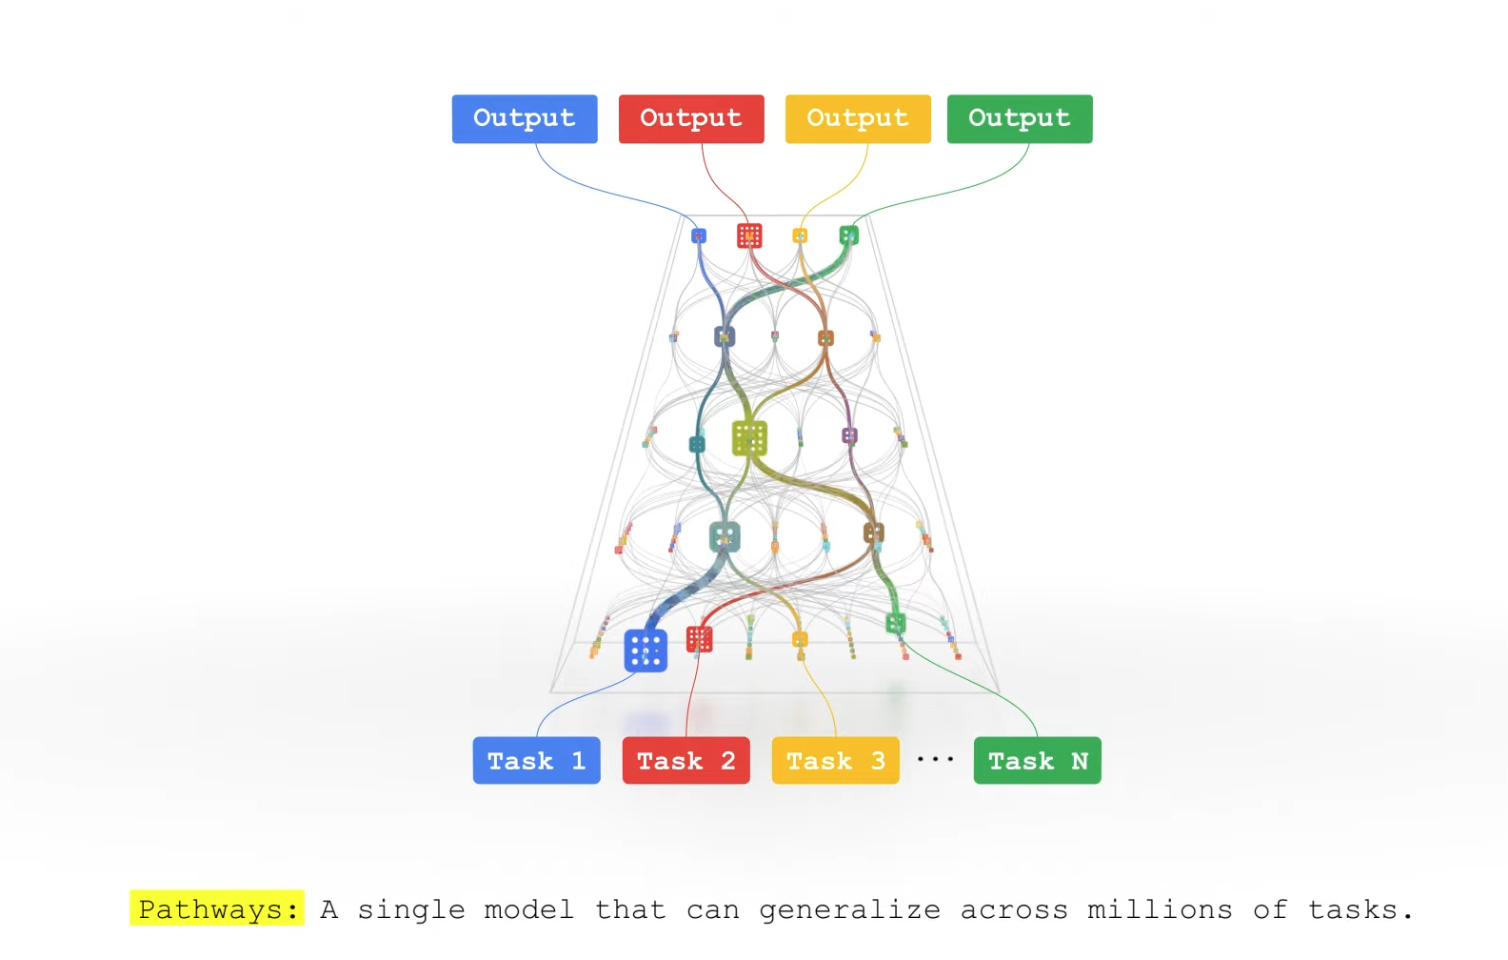 Output Output Output Output
Task 1 Task 2 Task 3 ... Task N
Pathways: A single model that can generalize across millions of tasks.